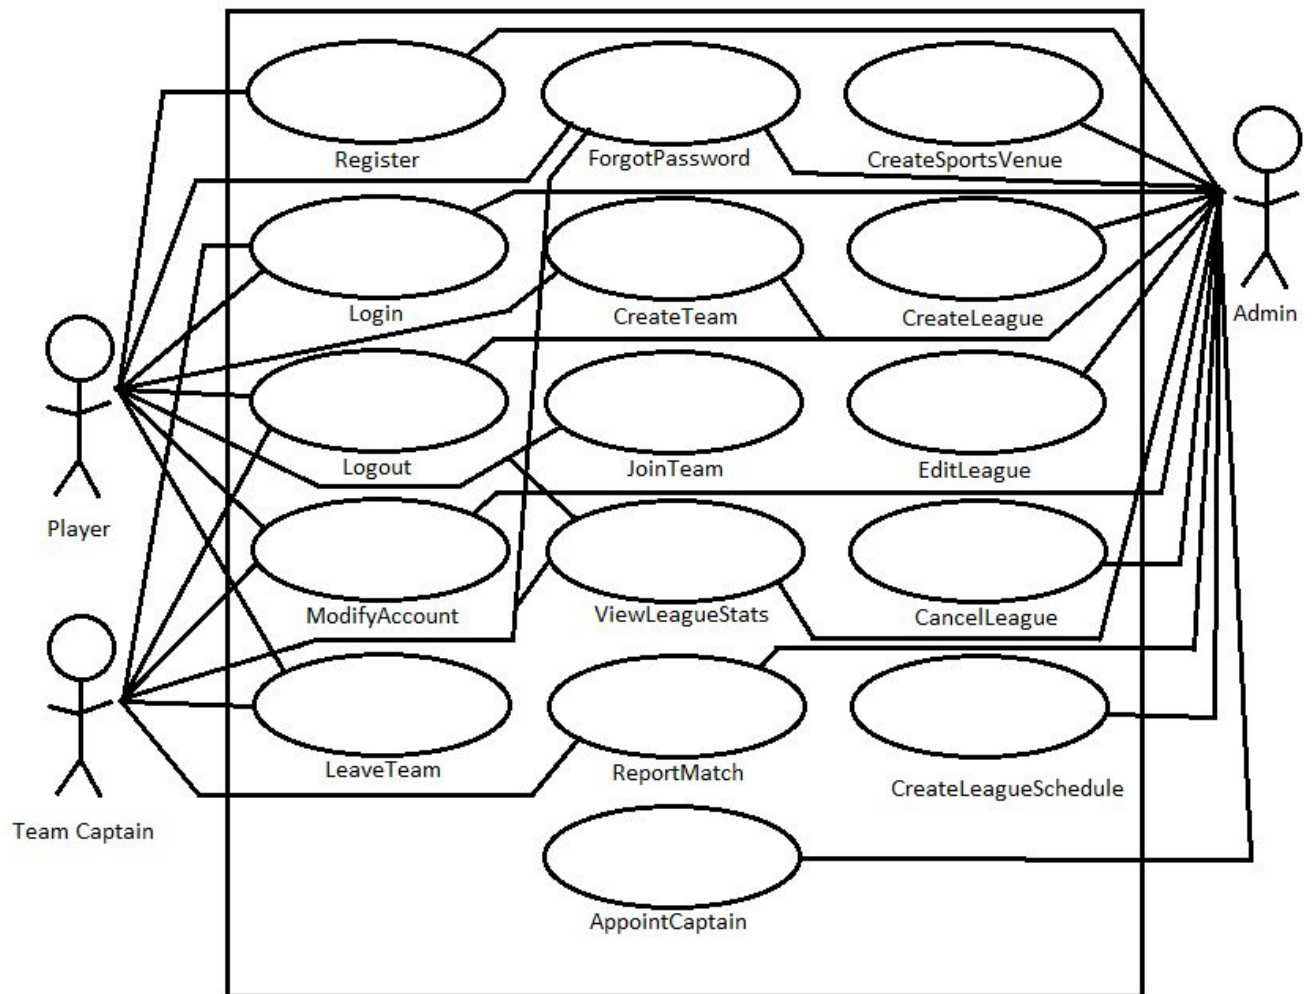 Register
ForgotPassword
CreateSportsVenue
Login
CreateTeam
CreateLeague
Admin
Logout
JoinTeam
EditLeague
Player
ModifyAccount
ViewLeagueStats
CancelLeague
LeaveTeam
ReportMatch
CreateLeagueSchedule
Team Captain
AppointCaptain